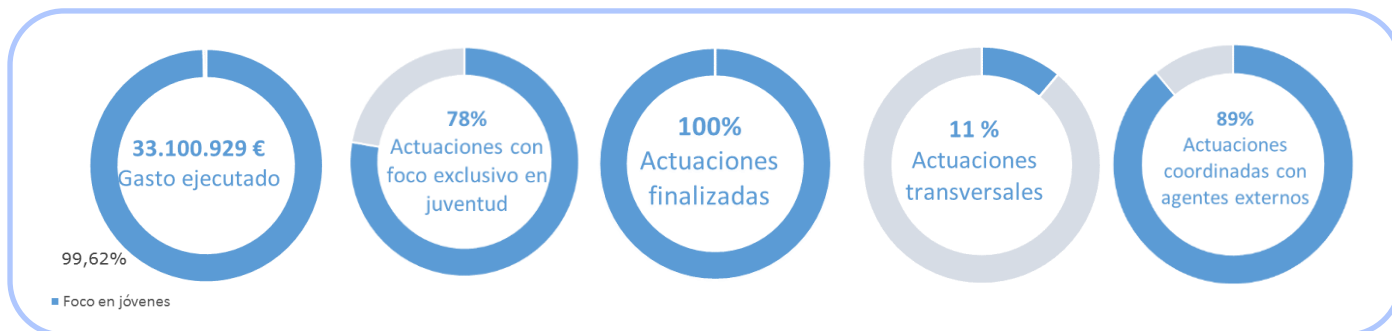 33.100.929 €
Gasto ejecutado
99,62%
Foco en jóvenes
78%
Actuaciones con
foco exclusivo en
juventud
100%
Actuaciones
finalizadas
11 %
Actuaciones
transversales
89%
Actuaciones
coordinadas con
agentes externos